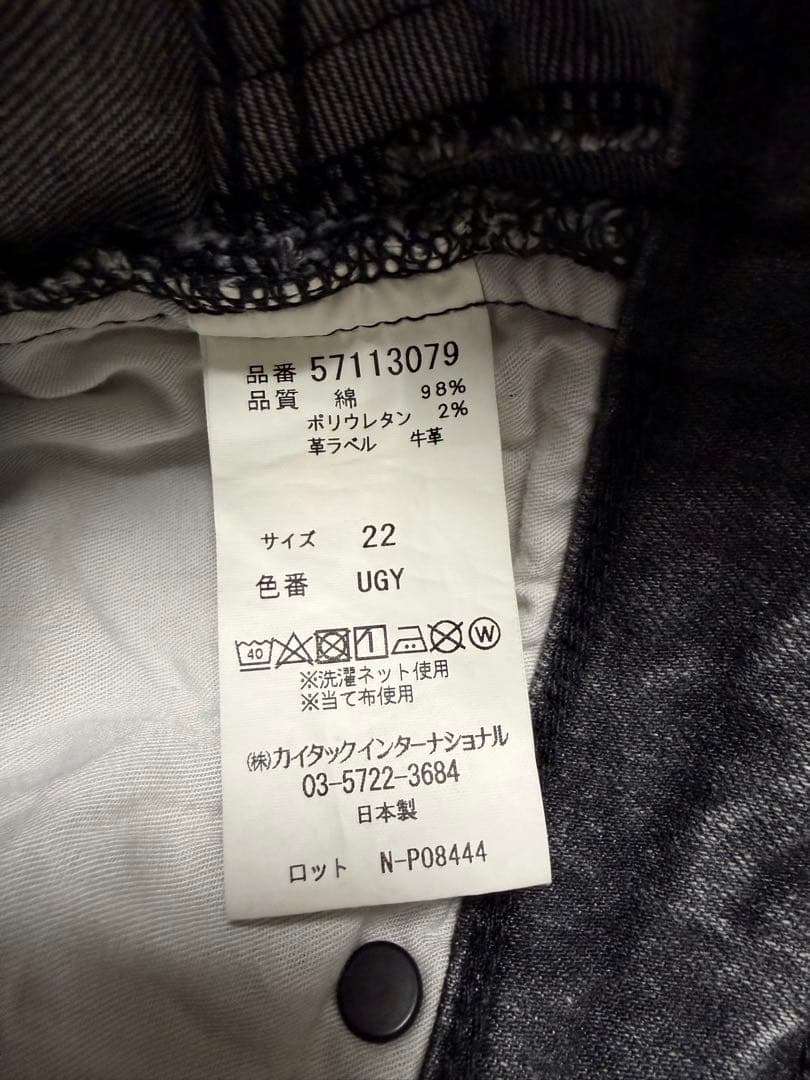 品番 57113079
品質 綿 98%
ポリウレタン 2%
革ラベル 牛革
サイズ 22
色番 UGY
40 W
※洗濯ネット使用
※当て布使用
㈱カイタックインターナショナル
03-5722-3684
日本製
ロット N-P08444